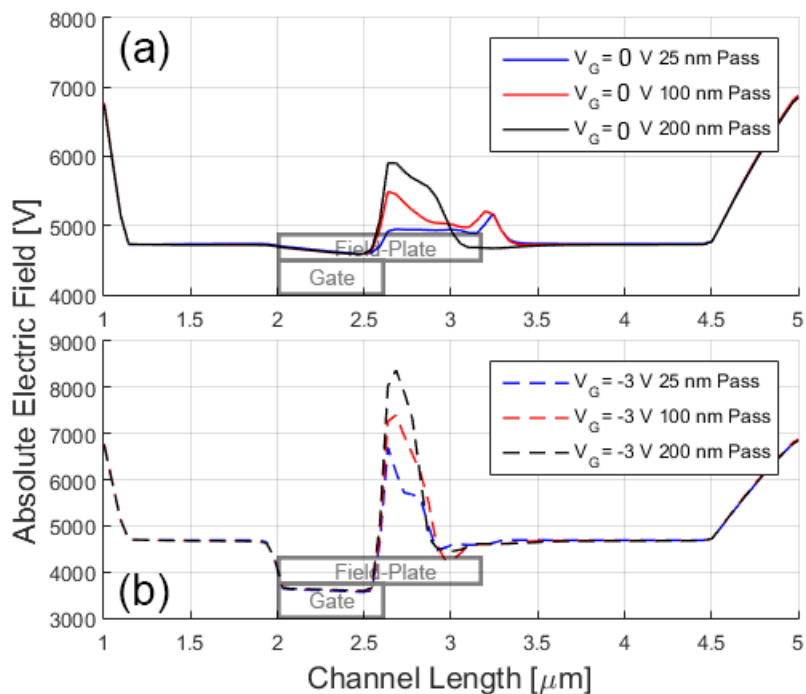 (a)
8000
7000
6000
5000
4000
V_G = 0 V 25 nm Pass
V_G = 0 V 100 nm Pass
V_G = 0 V 200 nm Pass
Field-Plate
Gate
1 1.5 2 2.5 3 3.5 4 4.5 5
Absolute Electric Field [V]
(b)
9000
8000
7000
6000
5000
4000
3000
V_G = -3 V 25 nm Pass
V_G = -3 V 100 nm Pass
V_G = -3 V 200 nm Pass
Field-Plate
Gate
1 1.5 2 2.5 3 3.5 4 4.5 5
Channel Length [μm]